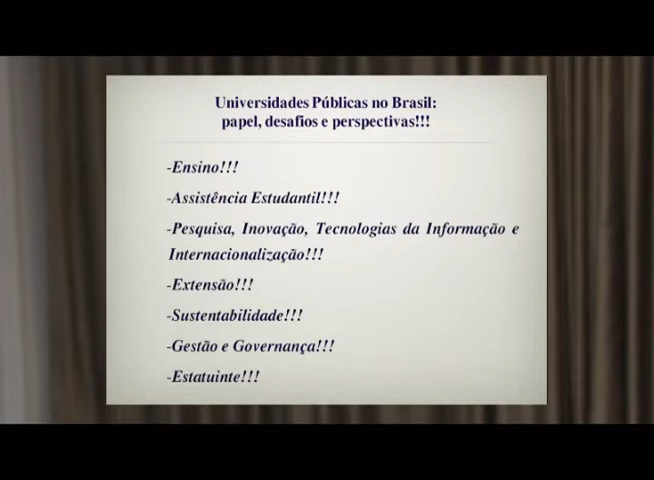 Universidades Públicas no Brasil:
papel, desafios e perspectivas!!!
-Ensino!!!
-Assistência Estudantil!!!
-Pesquisa, Inovação, Tecnologias da Informação e
Internacionalização!!!
-Extensão!!!
-Sustentabilidade!!!
-Gestão e Governança!!!
-Estatuinte!!!